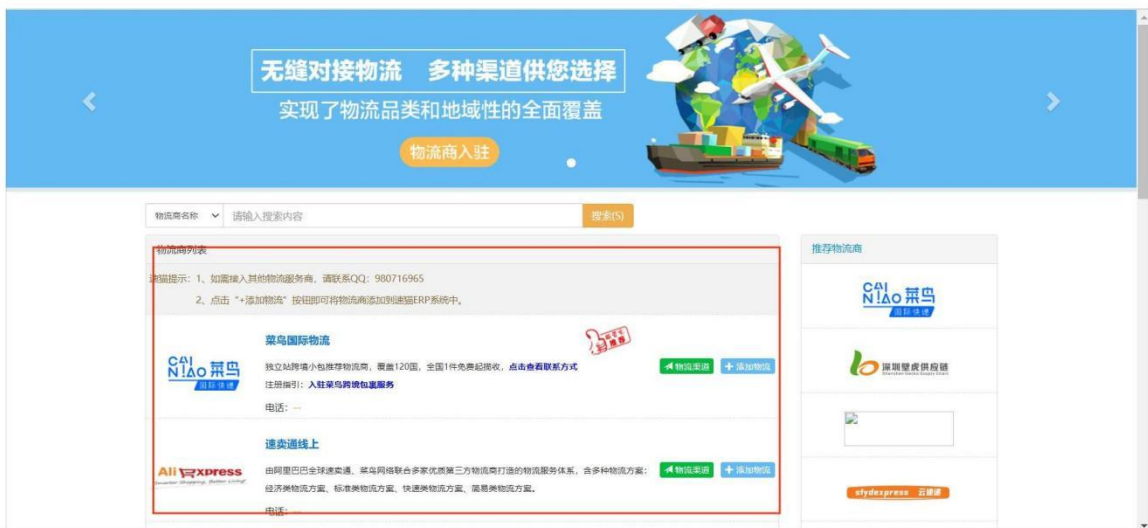 无缝对接物流 多种渠道供您选择
实现了物流品类和地域性的全面覆盖
物流商入驻
物流商名称
请输入搜索内容
搜索(S)
物流商列表
速猫提示：1、如需接入其他物流服务商，请联系QQ：980716965
2、点击“+添加物流”按钮即可将物流商添加到速猫ERP系统中。
CAI
NIAO 菜鸟
国际快递
菜鸟国际物流
推荐
独立站跨境小包推荐物流商，覆盖120国，全国1件免费起揽收，点击查看联系方式
注册指引：入驻菜鸟跨境包裹服务
电话：--
物流渠道
+ 添加物流
AliExpress
Smarter Shopping, Better Living!
速卖通线上
由阿里巴巴全球速卖通、菜鸟网络联合多家优质第三方物流商打造的物流服务体系，含多种物流方案：
经济类物流方案、标准类物流方案、快速类物流方案、简易类物流方案。
电话：--
物流渠道
+ 添加物流
推荐物流商
CAI
NIAO 菜鸟
国际快递
深圳壁虎供应链
sfydexpress 云递递